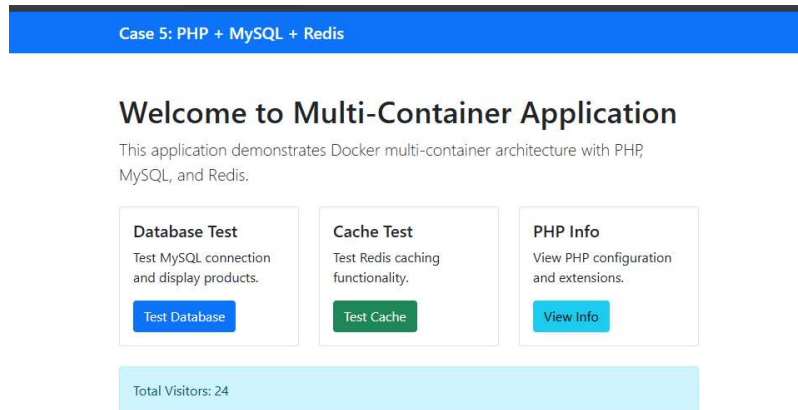 Case 5: PHP + MySQL + Redis
Welcome to Multi-Container Application
This application demonstrates Docker multi-container architecture with PHP,
MySQL, and Redis.
Database Test
Test MySQL connection
and display products.
Test Database
Cache Test
Test Redis caching
functionality.
Test Cache
PHP Info
View PHP configuration
and extensions.
View Info
Total Visitors: 24